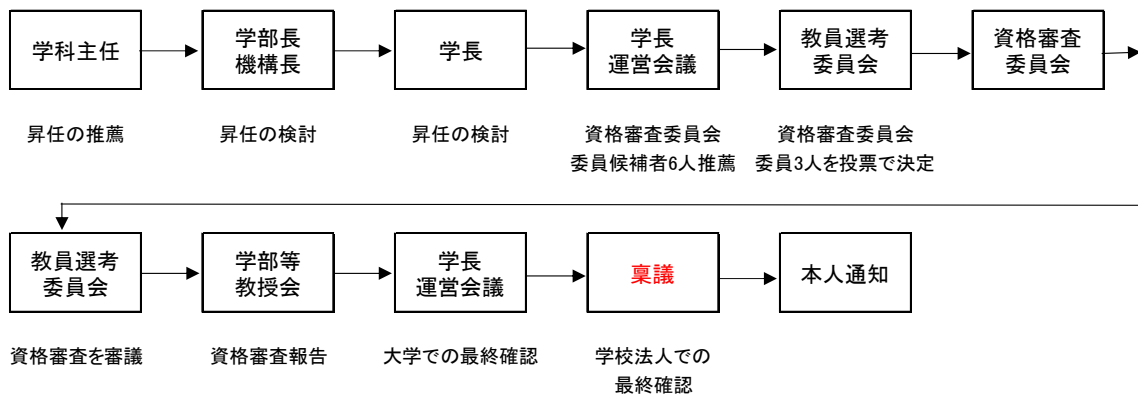 学科主任
学部長
機構長
学長
学長
運営会議
教員選考
委員会
資格審査
委員会
昇任の推薦
昇任の検討
昇任の検討
資格審査委員会
委員候補者6人推薦
資格審査委員会
委員3人を投票で決定
教員選考
委員会
学部等
教授会
学長
運営会議
稟議
本人通知
資格審査を審議
資格審査報告
大学での最終確認
学校法人での
最終確認